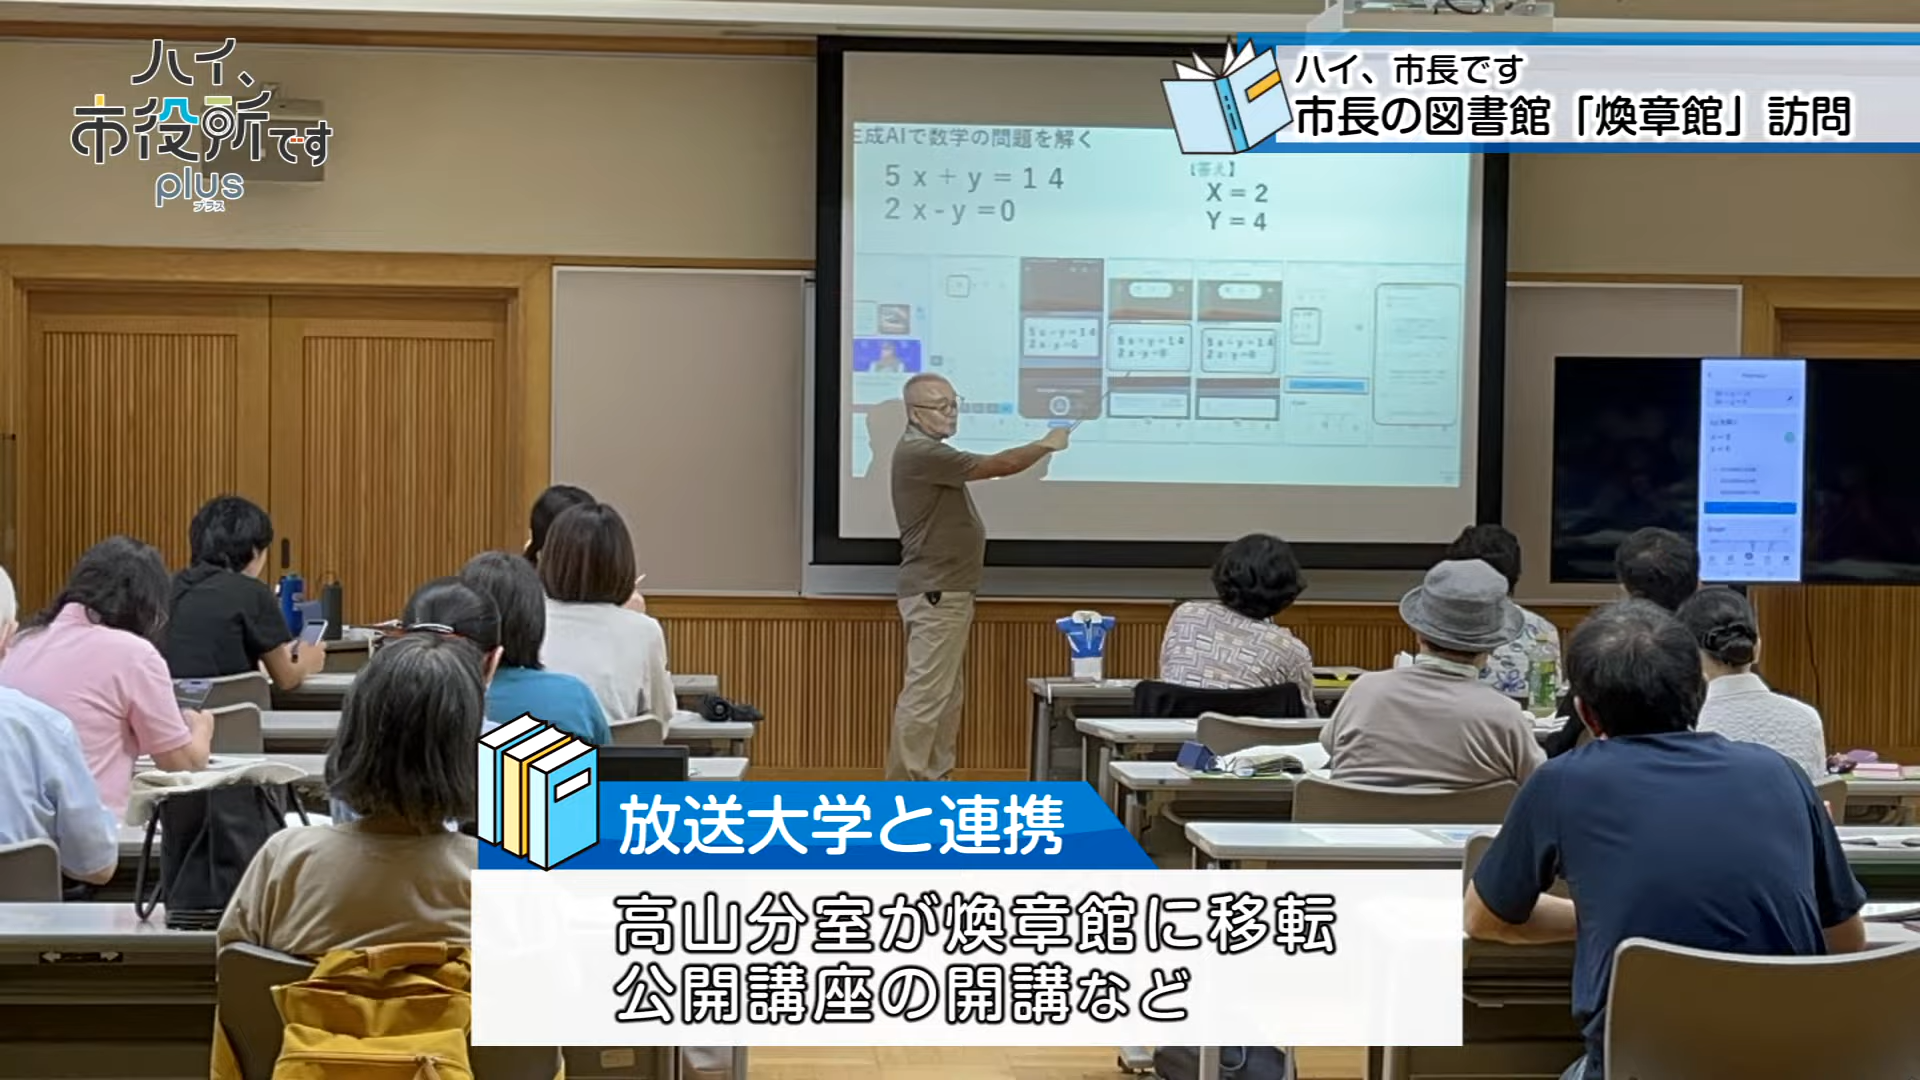 ハイ、
市役所です
plus
プラス
ハイ、市長です
市長の図書館「煥章館」訪問
生成AIで数学の問題を解く
5x+y=14
2x-y=0
【答え】
X=2
Y=4
放送大学と連携
高山分室が煥章館に移転
公開講座の開講など